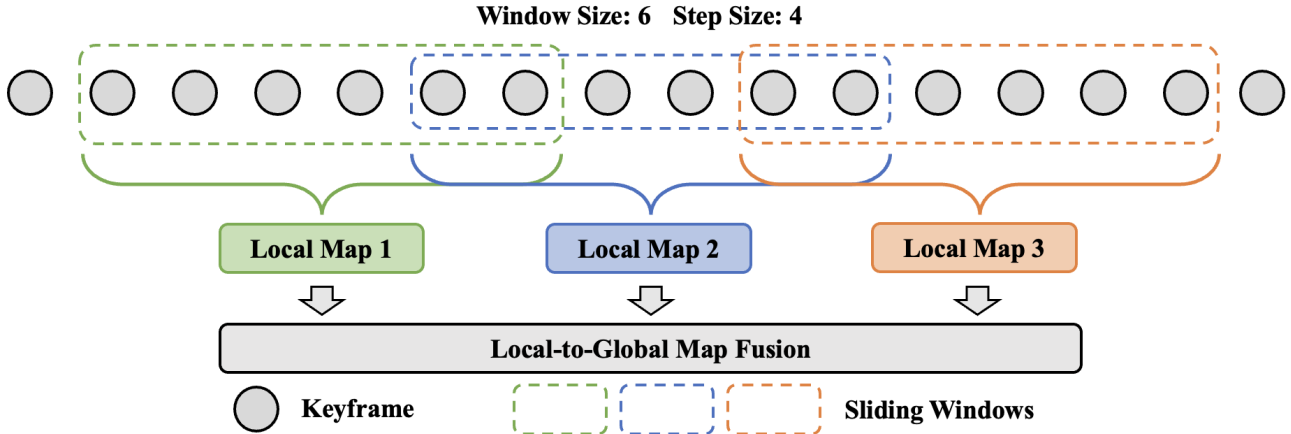 Window Size: 6 Step Size: 4
Local Map 1
Local Map 2
Local Map 3
Local-to-Global Map Fusion
Keyframe
Sliding Windows